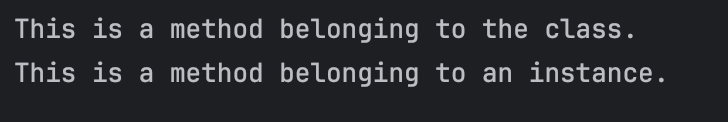 This is a method belonging to the class.
This is a method belonging to an instance.